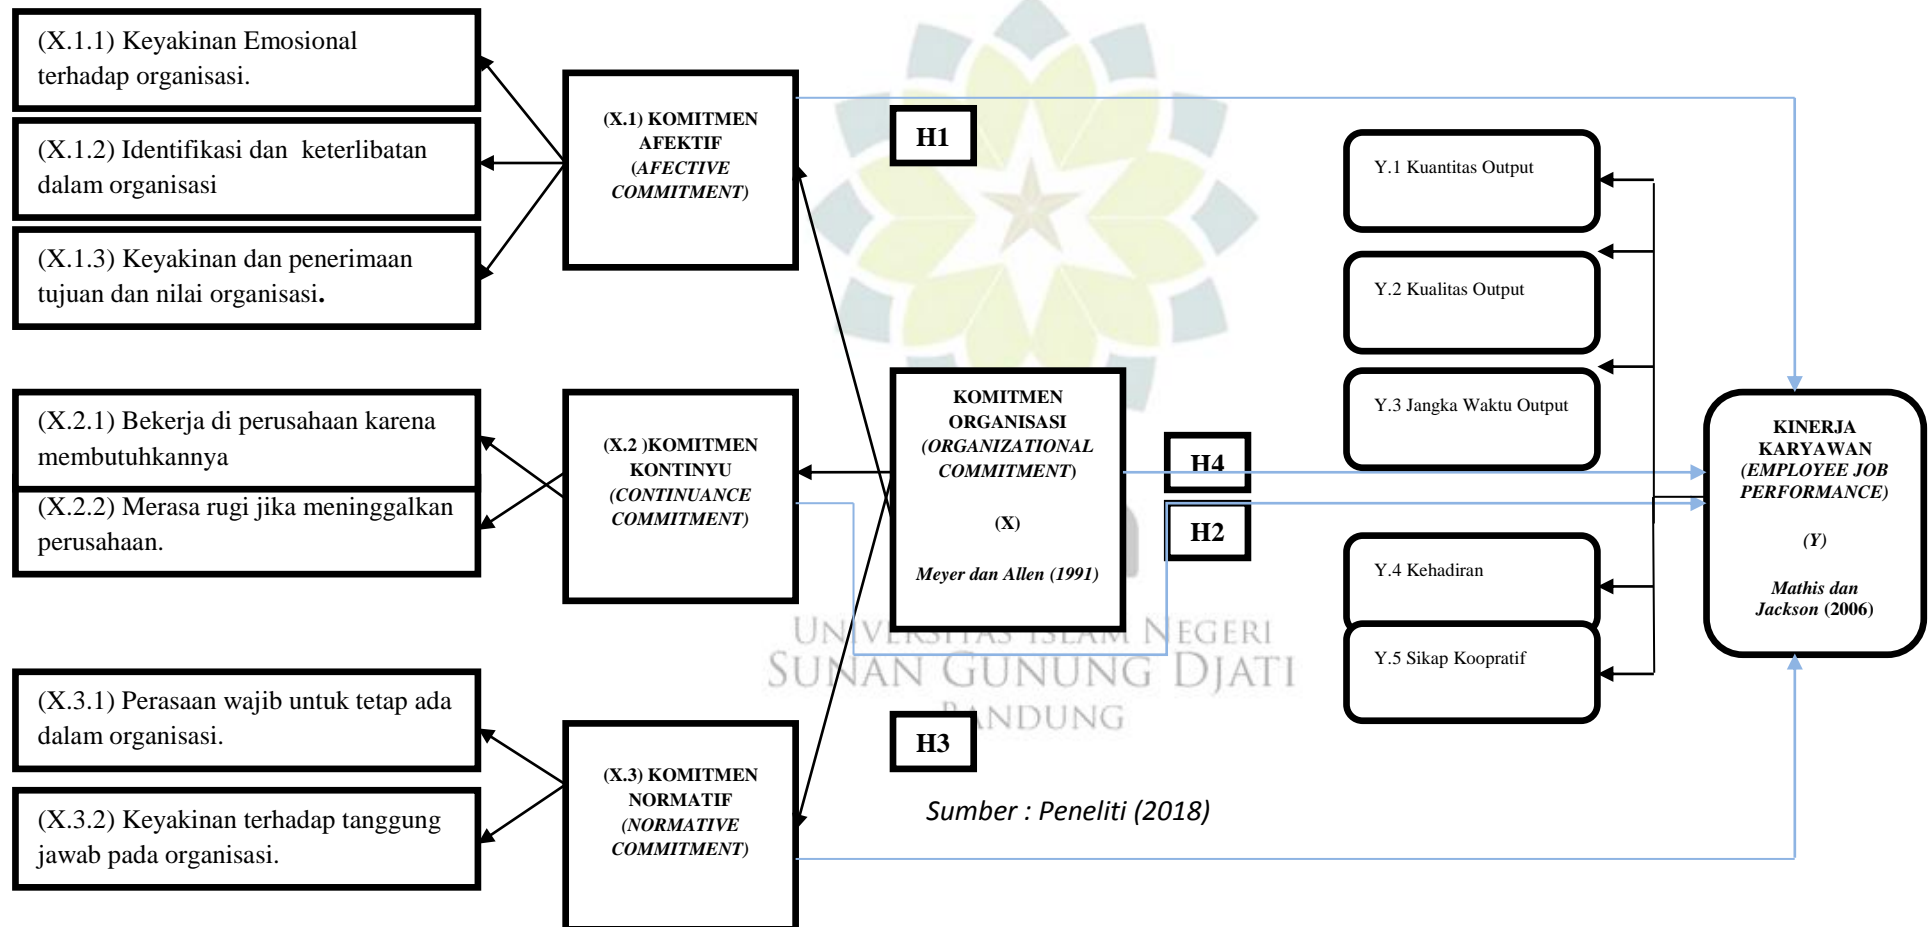 (X.1.1) Keyakinan Emosional
terhadap organisasi.
(X.1.2) Identifikasi dan keterlibatan
dalam organisasi
(X.1.3) Keyakinan dan penerimaan
tujuan dan nilai organisasi.
(X.2.1) Bekerja di perusahaan karena
membutuhkannya
(X.2.2) Merasa rugi jika meninggalkan
perusahaan.
(X.3.1) Perasaan wajib untuk tetap ada
dalam organisasi.
(X.3.2) Keyakinan terhadap tanggung
jawab pada organisasi.
(X.1) KOMITMEN
AFEKTIF
(AFECTIVE
COMMITMENT)
(X.2 )KOMITMEN
KONTINYU
(CONTINUANCE
COMMITMENT)
(X.3) KOMITMEN
NORMATIF
(NORMATIVE
COMMITMENT)
H1
KOMITMEN
ORGANISASI
(ORGANIZATIONAL
COMMITMENT)
(X)
Meyer dan Allen (1991)
H4
H2
H3
UNIVERSITAS ISLAM NEGERI
SUNAN GUNUNG DJATI
BANDUNG
Sumber : Peneliti (2018)
Y.1 Kuantitas Output
Y.2 Kualitas Output
Y.3 Jangka Waktu Output
Y.4 Kehadiran
Y.5 Sikap Koopratif
KINERJA
KARYAWAN
(EMPLOYEE JOB
PERFORMANCE)
(Y)
Mathis dan
Jackson (2006)